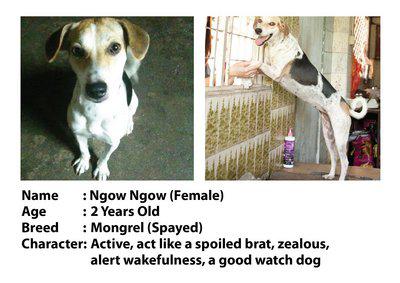 Name : Ngow Ngow (Female)
Age : 2 Years Old
Breed : Mongrel (Spayed)
Character: Active, act like a spoiled brat, zealous,
alert wakefulness, a good watch dog